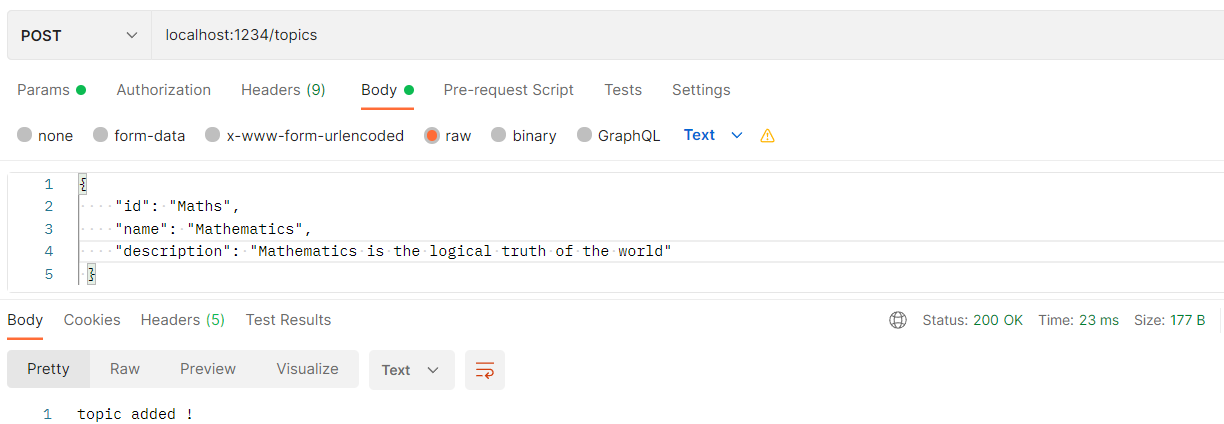 POST localhost:1234/topics
Params Authorization Headers (9) Body Pre-request Script Tests Settings
none form-data x-www-form-urlencoded raw binary GraphQL Text
1 {
2 "id": "Maths",
3 "name": "Mathematics",
4 "description": "Mathematics is the logical truth of the world"
5 }
Body Cookies Headers (5) Test Results Status: 200 OK Time: 23 ms Size: 177 B
Pretty Raw Preview Visualize Text
1 topic added !